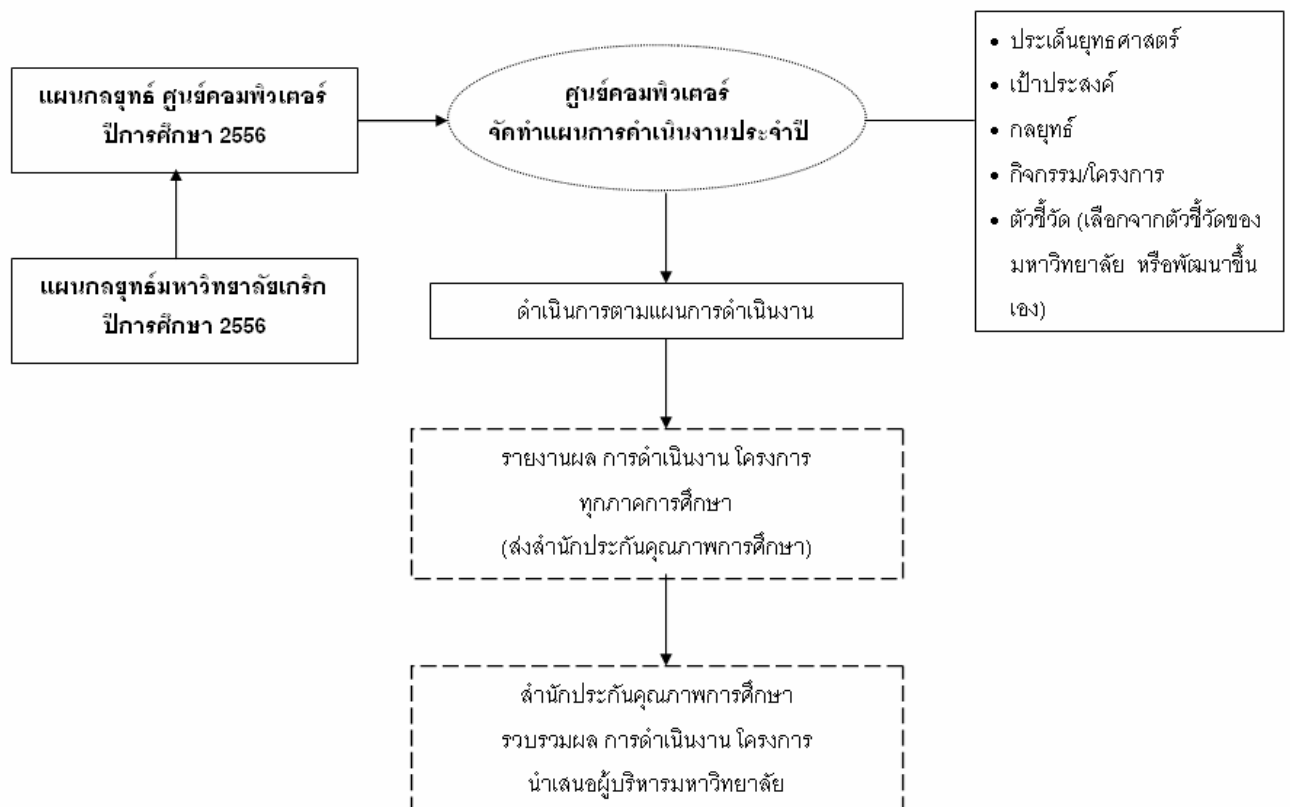 แผนกลยุทธ์ ศูนย์คอมพิวเตอร์
ปีการศึกษา 2556
แผนกลยุทธ์มหาวิทยาลัยเกริก
ปีการศึกษา 2556
ศูนย์คอมพิวเตอร์
จัดทำแผนการดำเนินงานประจำปี
• ประเด็นยุทธศาสตร์
• เป้าประสงค์
• กลยุทธ์
• กิจกรรม/โครงการ
• ตัวชี้วัด (เลือกจากตัวชี้วัดของ
มหาวิทยาลัย หรือพัฒนาขึ้น
เอง)
ดำเนินการตามแผนการดำเนินงาน
รายงานผล การดำเนินงาน โครงการ
ทุกภาคการศึกษา
(ส่งสำนักประกันคุณภาพการศึกษา)
สำนักประกันคุณภาพการศึกษา
รวบรวมผล การดำเนินงาน โครงการ
นำเสนอผู้บริหารมหาวิทยาลัย